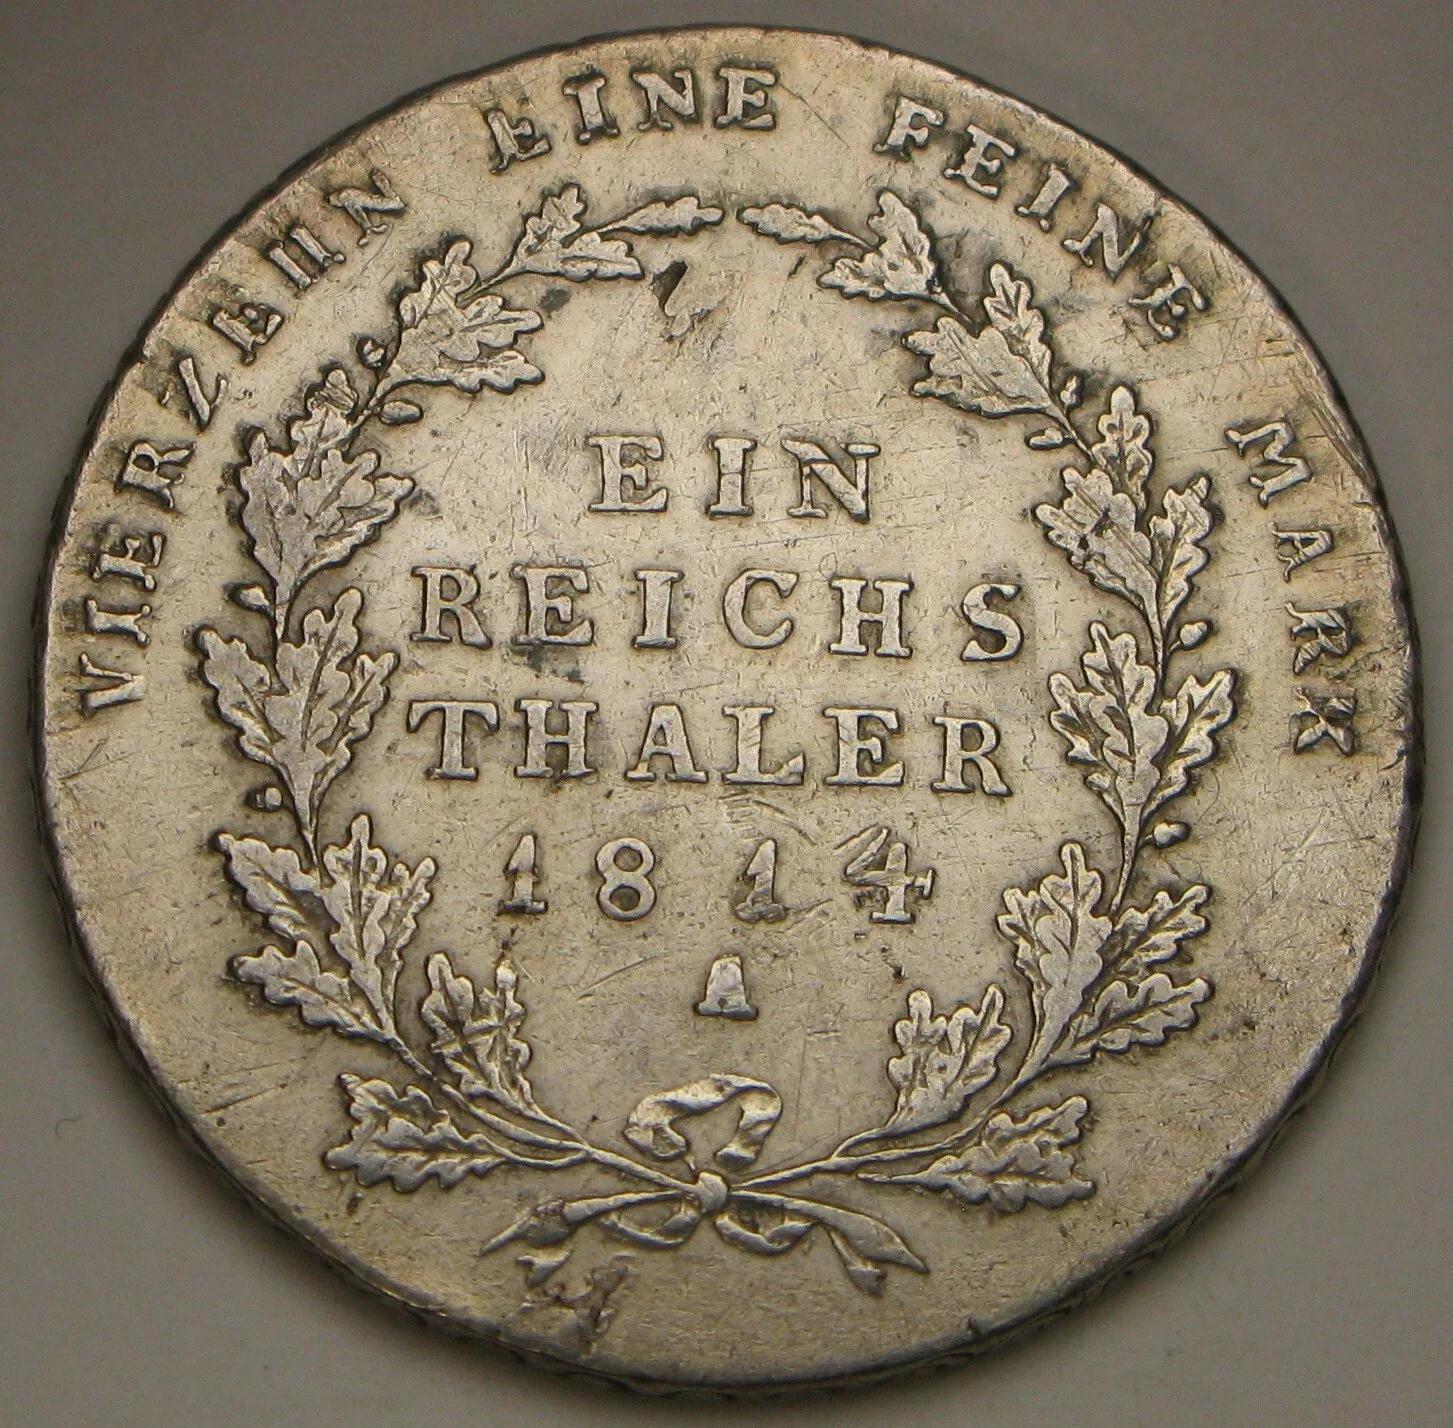 VIERZEHN EINE FEINE MARK
EIN
REICHS
THALER
1814
A